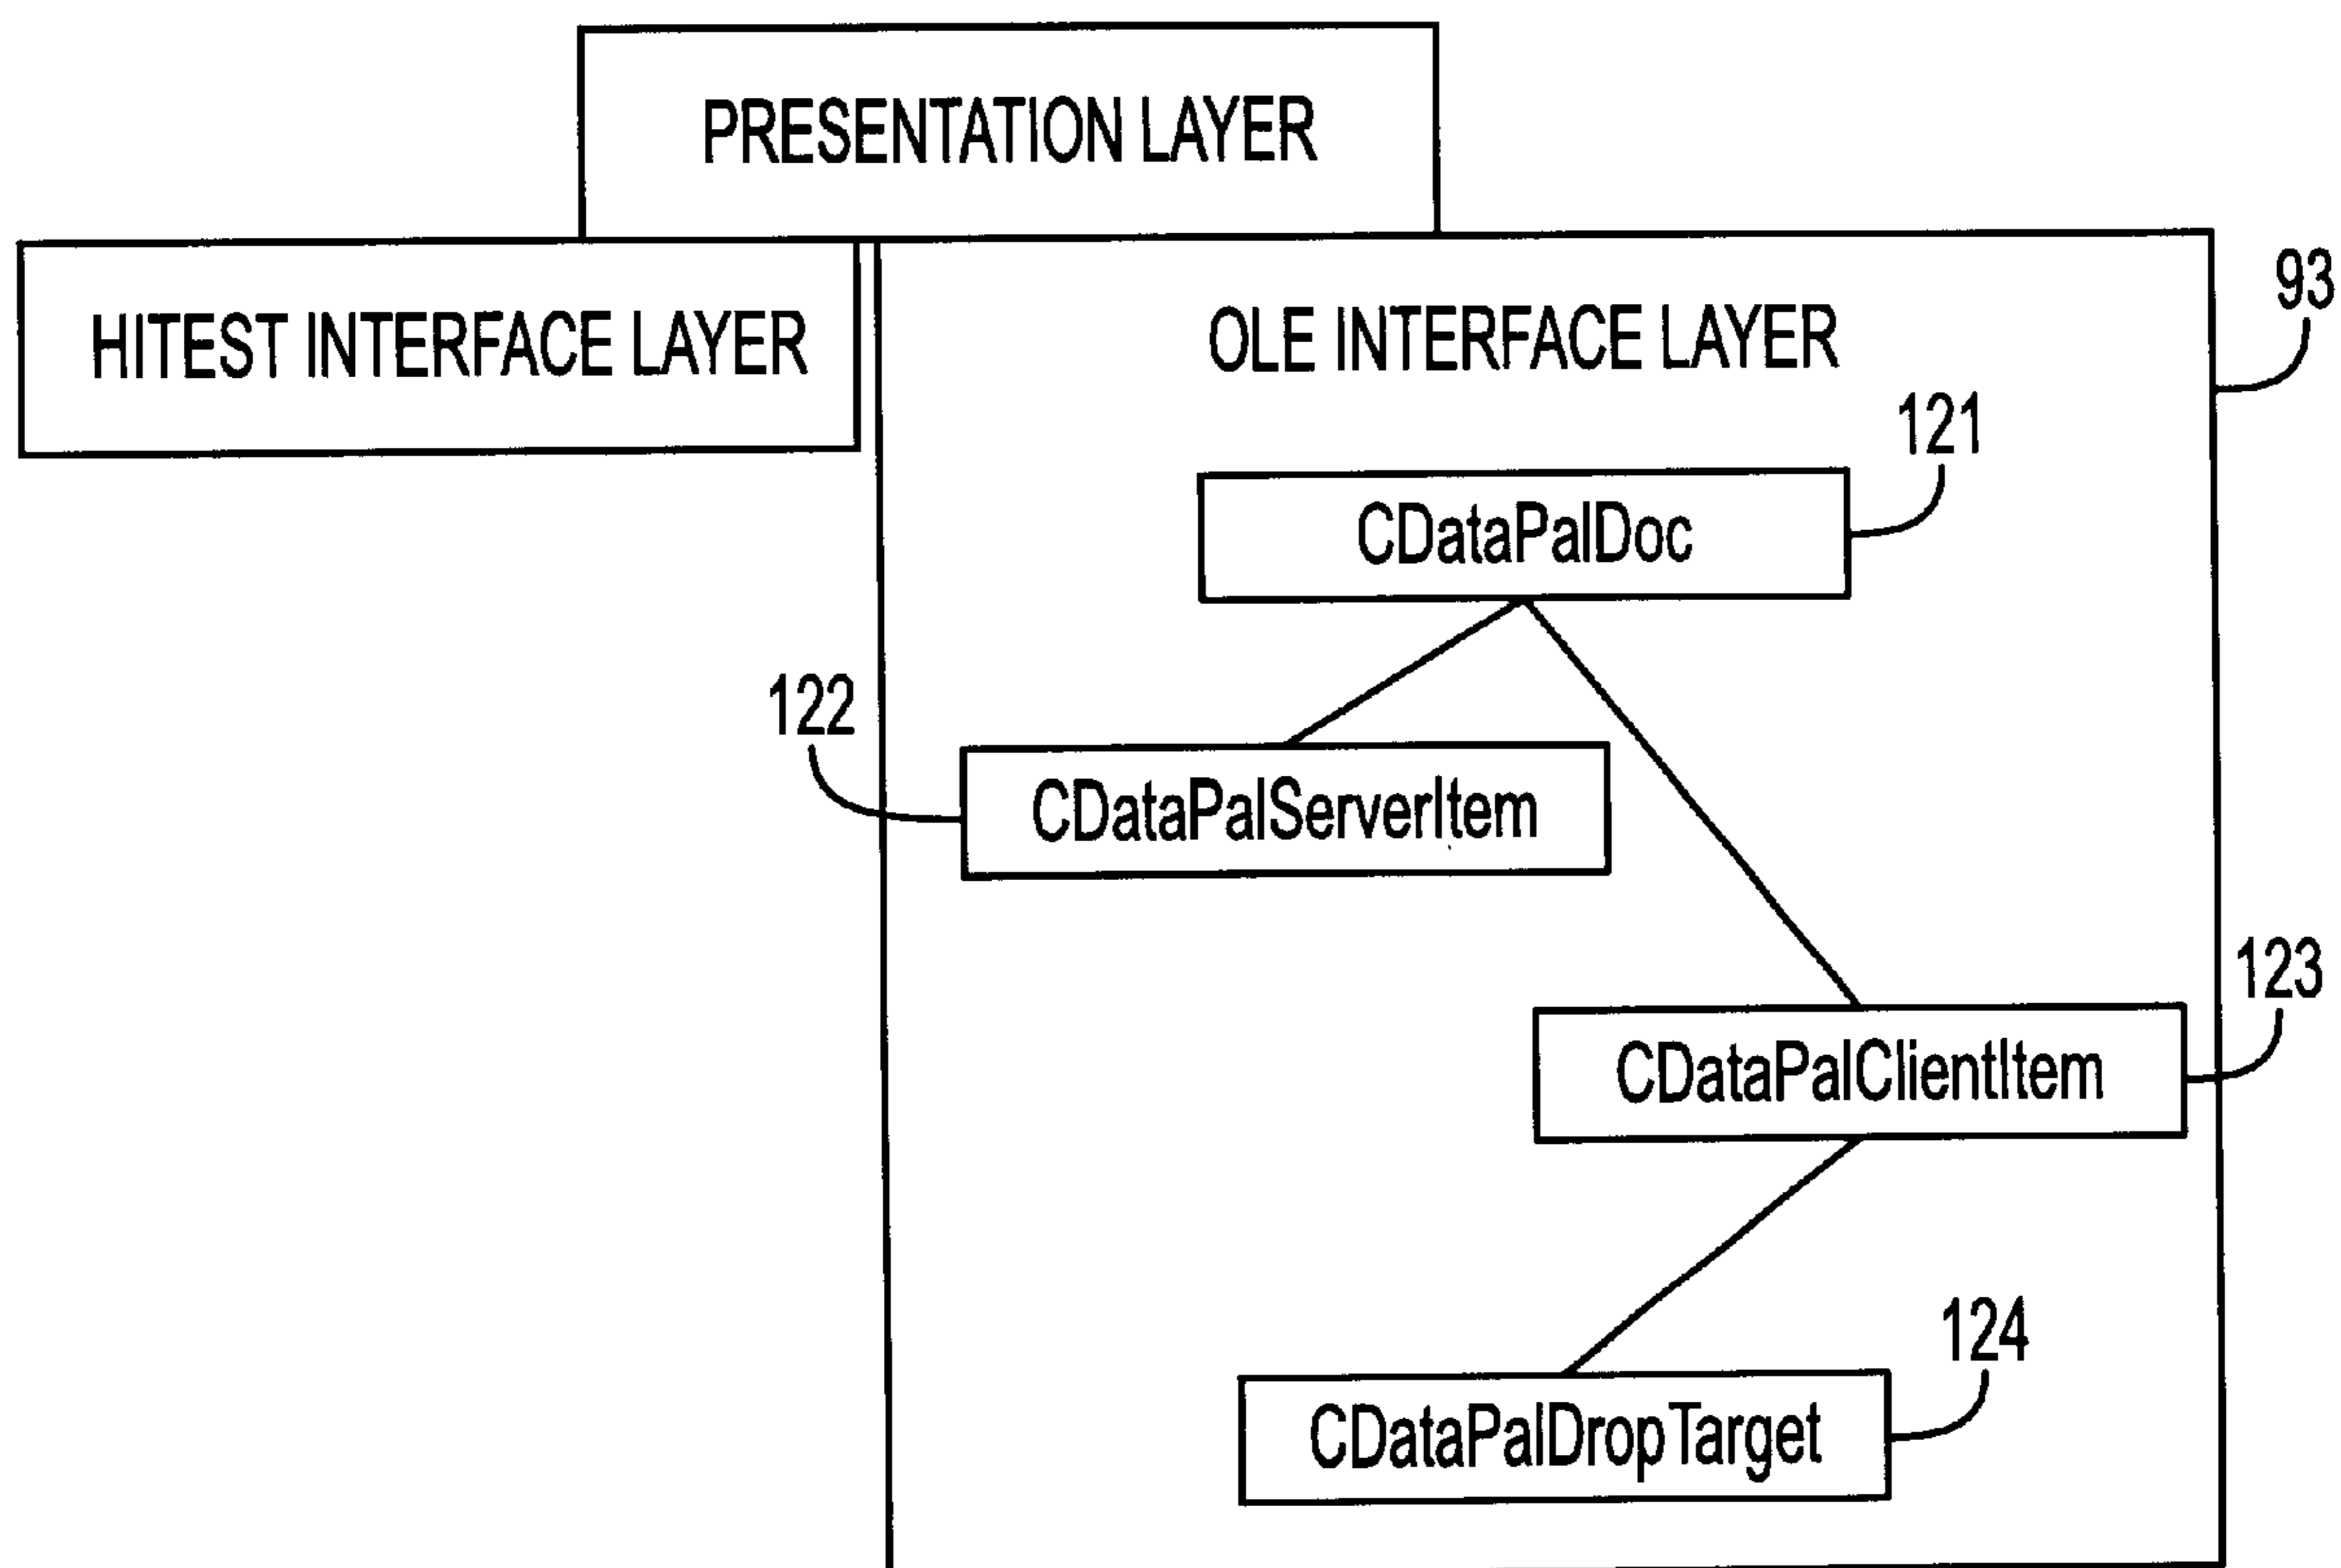 PRESENTATION LAYER
HITEST INTERFACE LAYER
OLE INTERFACE LAYER
93
121
CDataPalDoc
122
CDataPalServerItem
123
CDataPalClientItem
124
CDataPalDropTarget